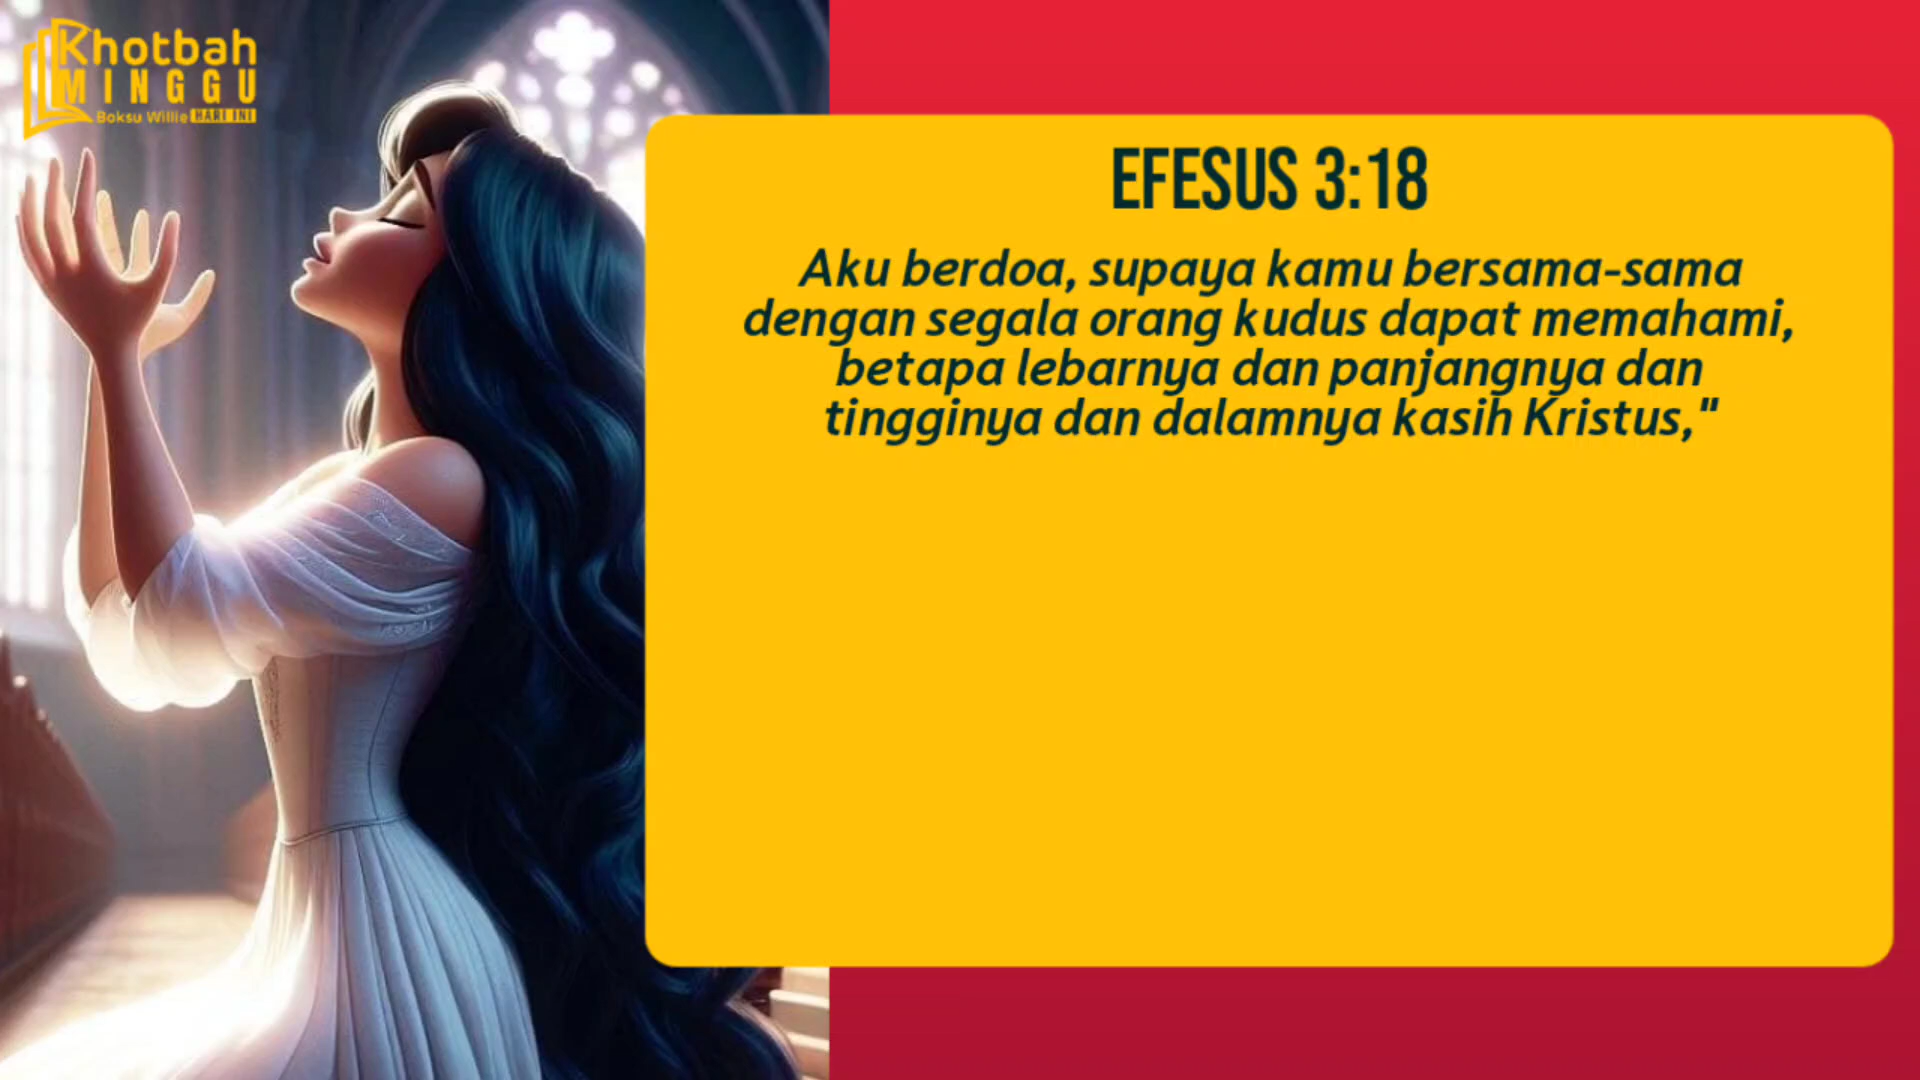 Khotbah
MINGGU
Boksu Willie HARI INI
EFESUS 3:18
Aku berdoa, supaya kamu bersama-sama
dengan segala orang kudus dapat memahami,
betapa lebarnya dan panjangnya dan
tingginya dan dalamnya kasih Kristus,"